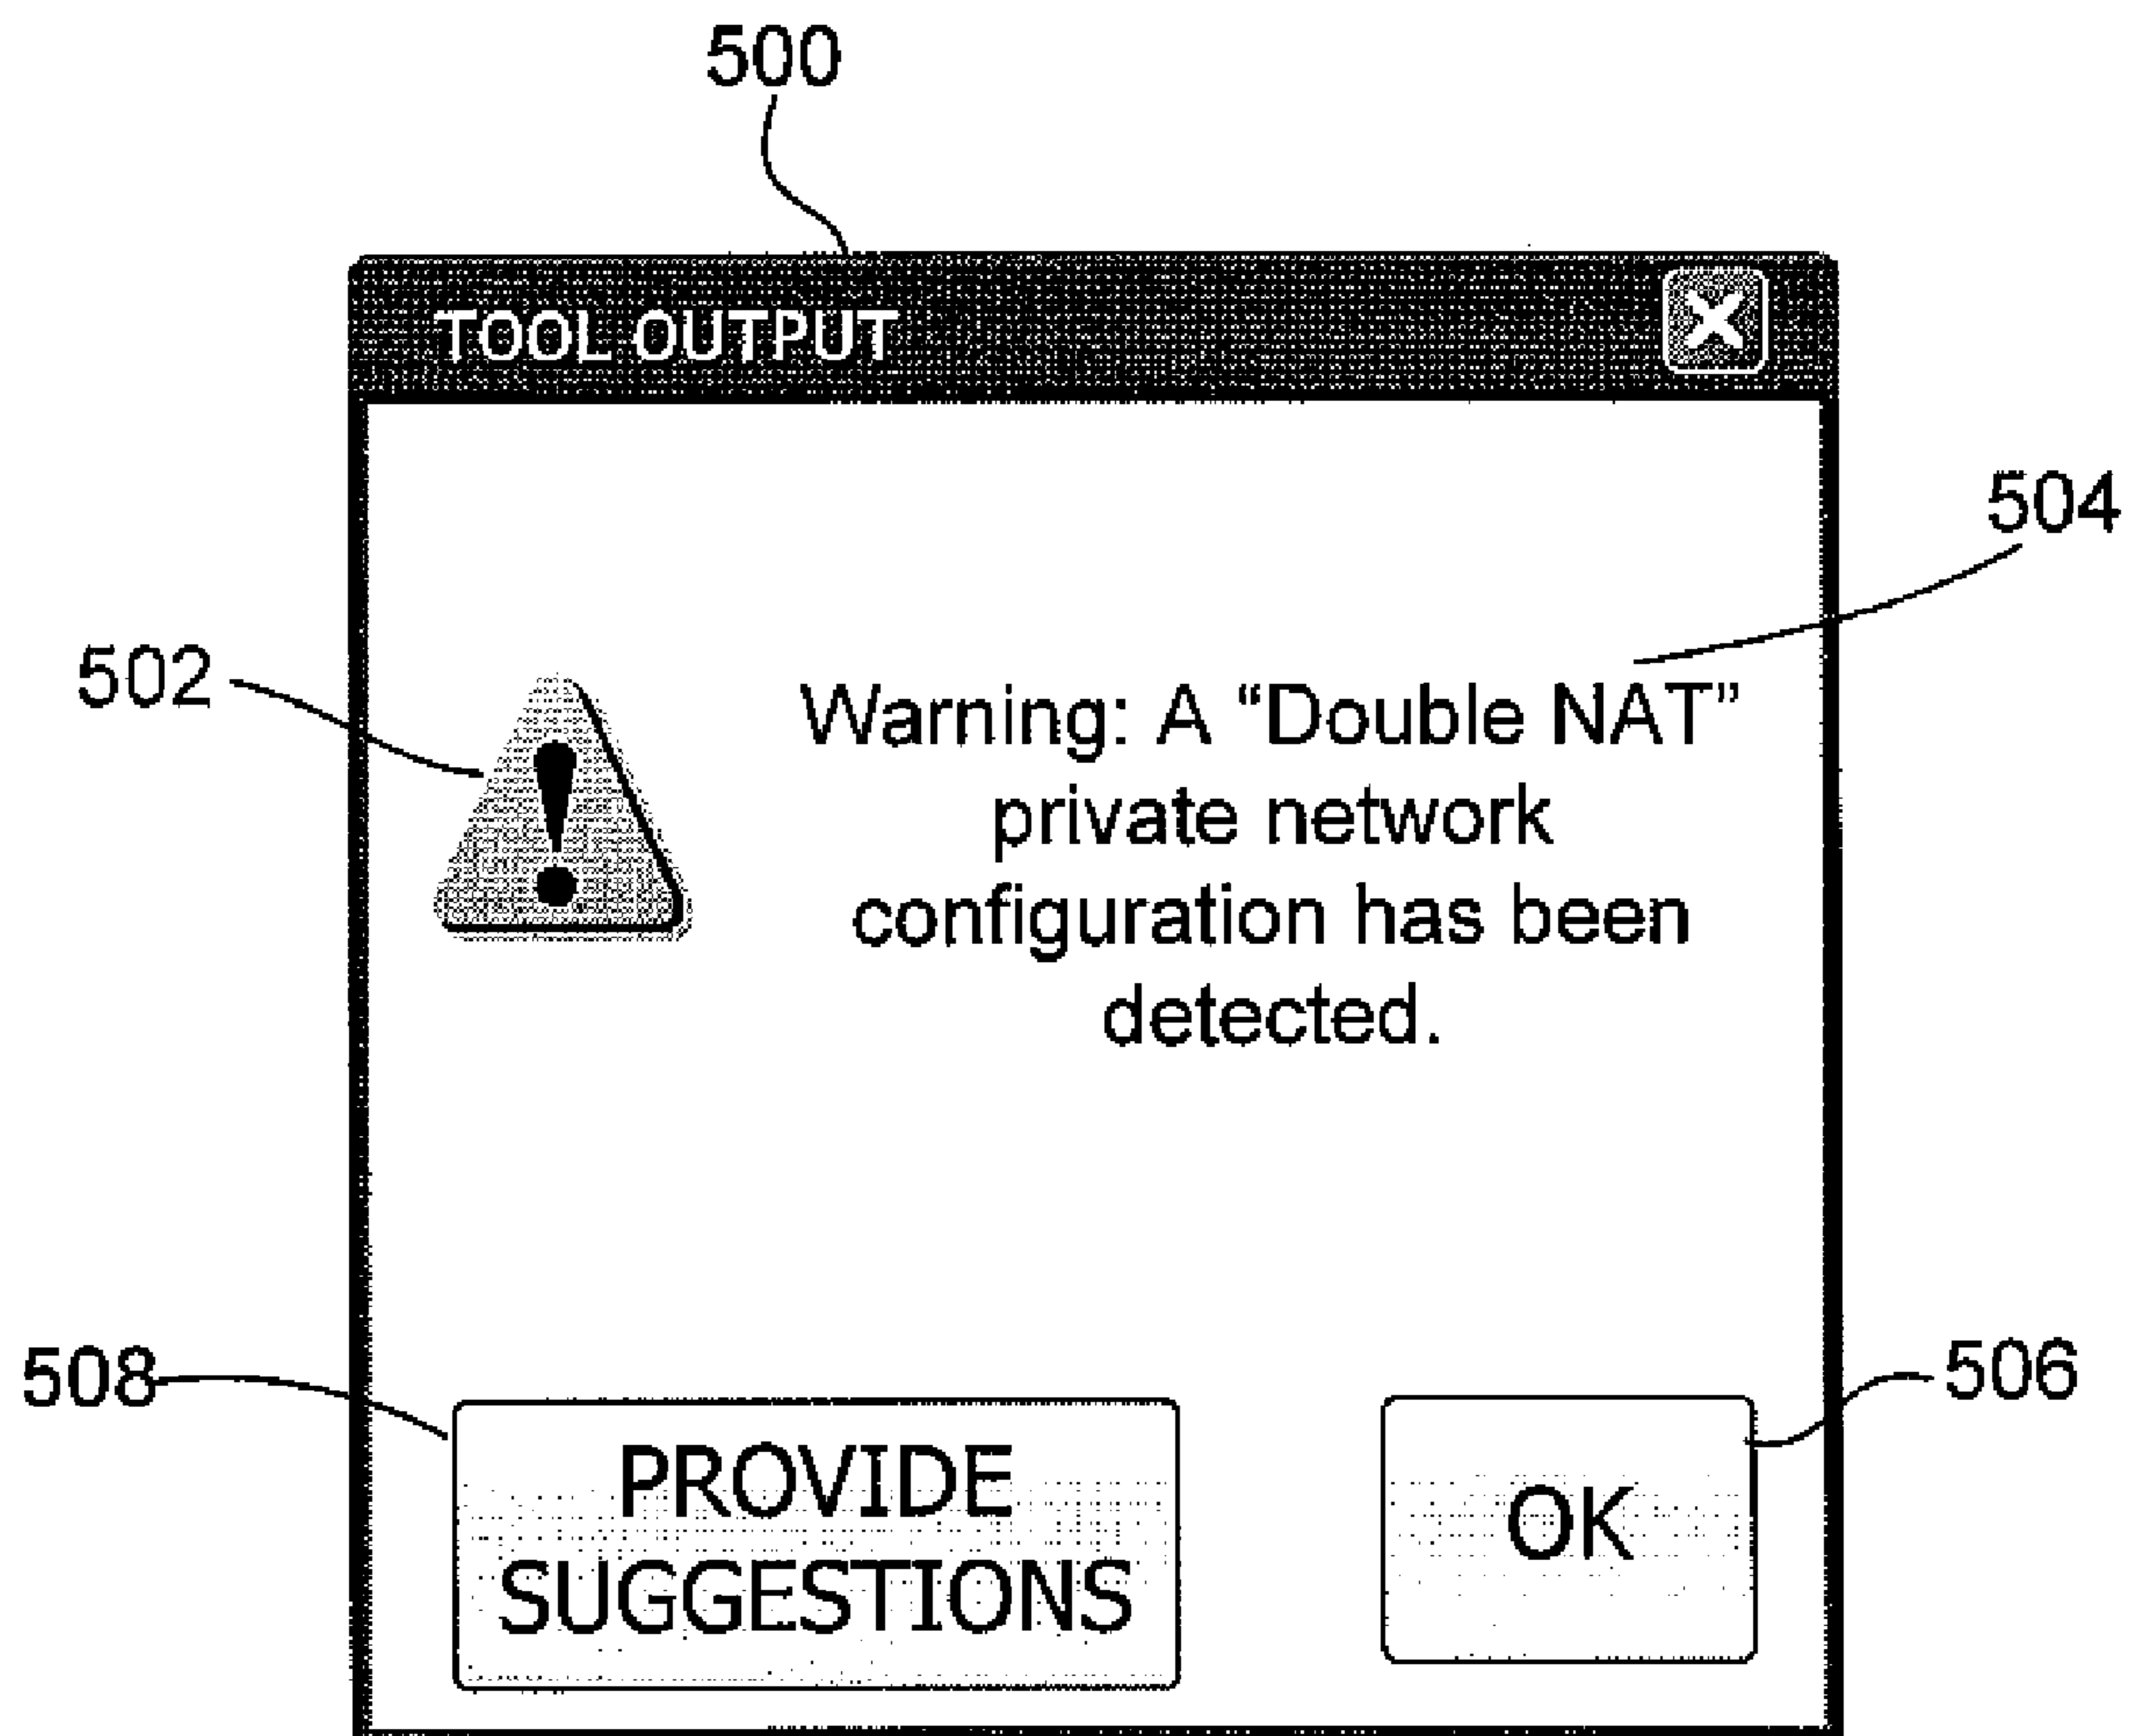 500
TOOL OUTPUT
504
502
Warning: A “Double NAT”
private network
configuration has been
detected.
508
506
PROVIDE
SUGGESTIONS
OK